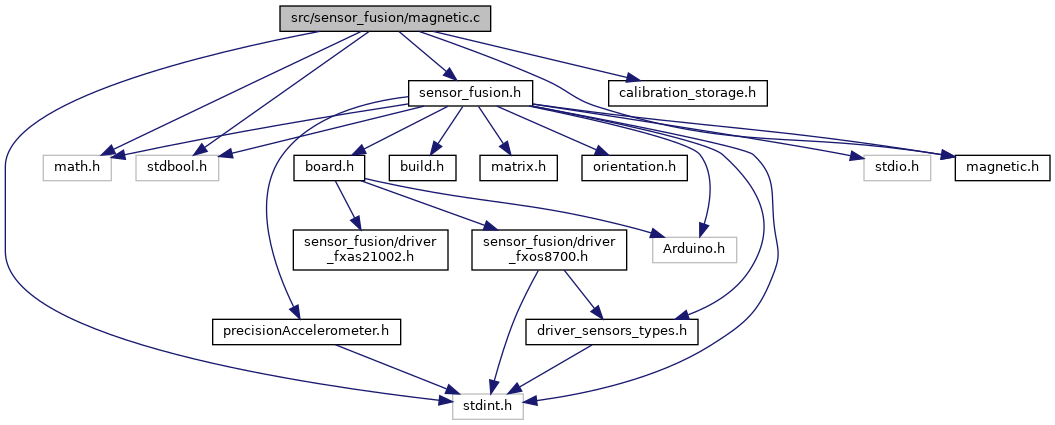 src/sensor_fusion/magnetic.c
sensor_fusion.h
calibration_storage.h
math.h
stdbool.h
board.h
build.h
matrix.h
orientation.h
stdio.h
magnetic.h
sensor_fusion/driver
_fxas21002.h
sensor_fusion/driver
_fxos8700.h
Arduino.h
precisionAccelerometer.h
driver_sensors_types.h
stdint.h